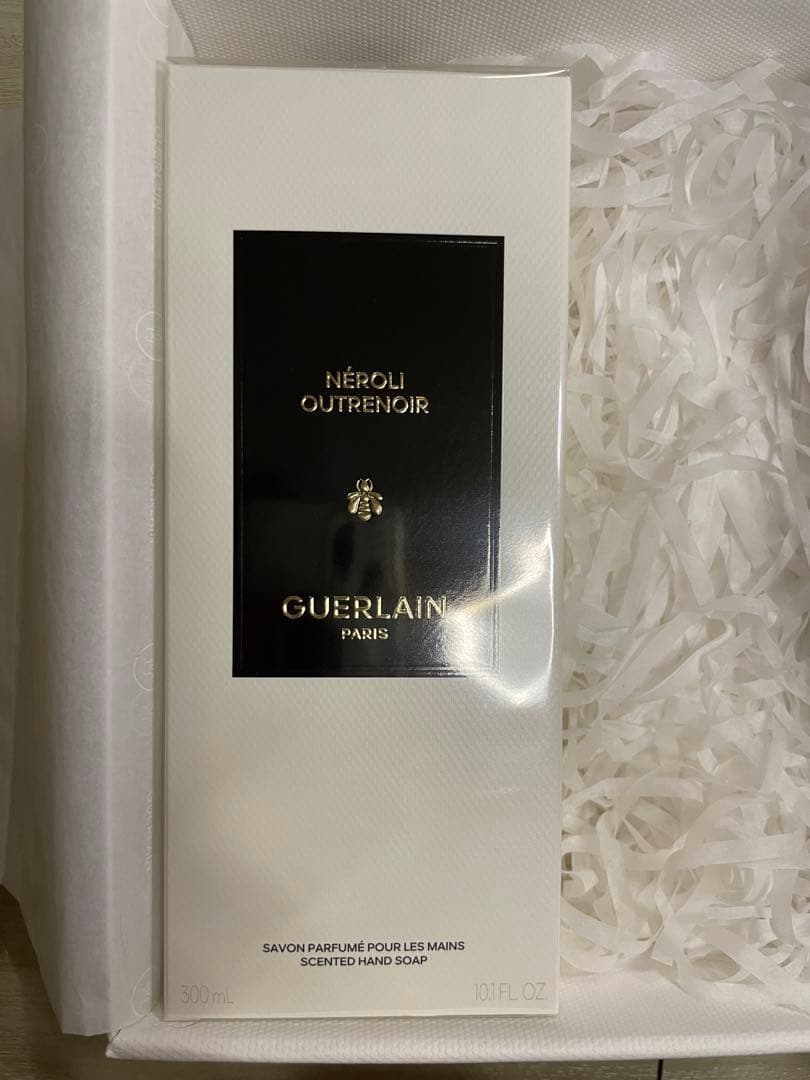 NÉROLI
OUTRENOIR
GUERLAIN
PARIS
SAVON PARFUMÉ POUR LES MAINS
SCENTED HAND SOAP
300 mL
10.1 FL OZ.